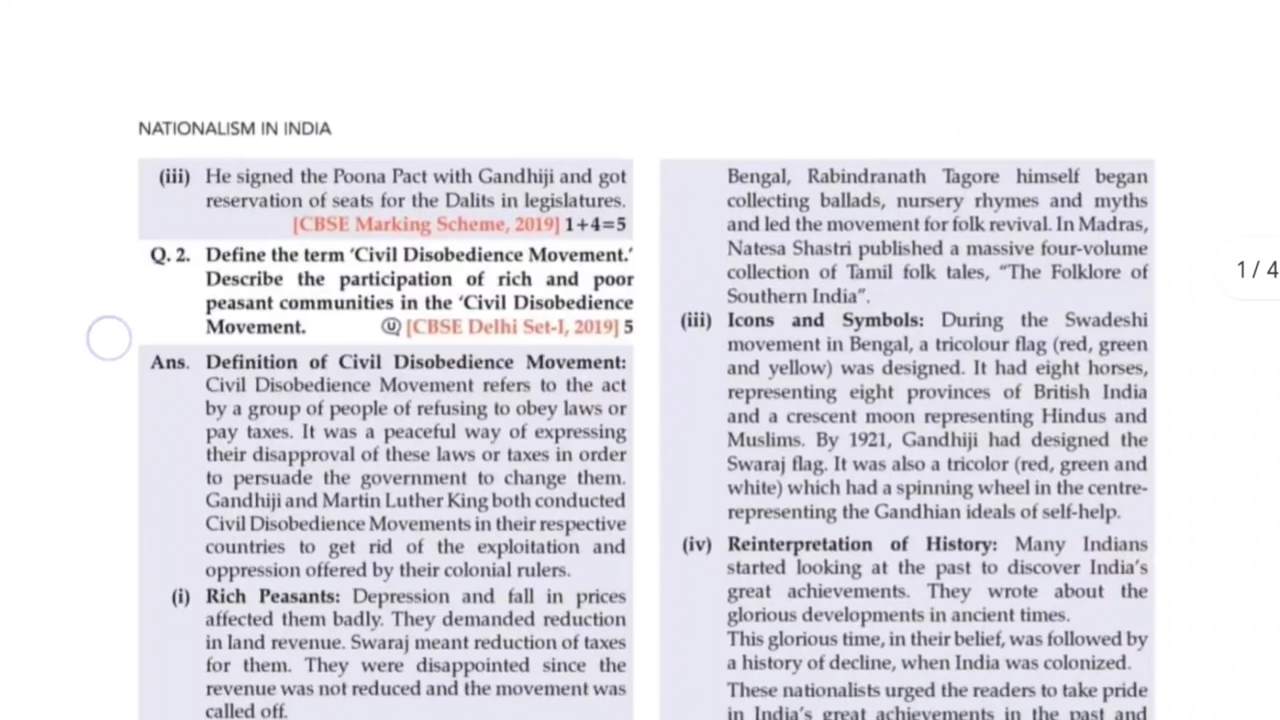 NATIONALISM IN INDIA
(iii) He signed the Poona Pact with Gandhiji and got
reservation of seats for the Dalits in legislatures.
[CBSE Marking Scheme, 2019] 1+4=5
Q. 2. Define the term ‘Civil Disobedience Movement.’
Describe the participation of rich and poor
peasant communities in the ‘Civil Disobedience
Movement. Ⓤ [CBSE Delhi Set-I, 2019] 5
Ans. Definition of Civil Disobedience Movement:
Civil Disobedience Movement refers to the act
by a group of people of refusing to obey laws or
pay taxes. It was a peaceful way of expressing
their disapproval of these laws or taxes in order
to persuade the government to change them.
Gandhiji and Martin Luther King both conducted
Civil Disobedience Movements in their respective
countries to get rid of the exploitation and
oppression offered by their colonial rulers.
(i) Rich Peasants: Depression and fall in prices
affected them badly. They demanded reduction
in land revenue. Swaraj meant reduction of taxes
for them. They were disappointed since the
revenue was not reduced and the movement was
called off.
Bengal, Rabindranath Tagore himself began
collecting ballads, nursery rhymes and myths
and led the movement for folk revival. In Madras,
Natesa Shastri published a massive four-volume
collection of Tamil folk tales, “The Folklore of
Southern India”.
(iii) Icons and Symbols: During the Swadeshi
movement in Bengal, a tricolour flag (red, green
and yellow) was designed. It had eight horses,
representing eight provinces of British India
and a crescent moon representing Hindus and
Muslims. By 1921, Gandhiji had designed the
Swaraj flag. It was also a tricolor (red, green and
white) which had a spinning wheel in the centre-
representing the Gandhian ideals of self-help.
(iv) Reinterpretation of History: Many Indians
started looking at the past to discover India’s
great achievements. They wrote about the
glorious developments in ancient times.
This glorious time, in their belief, was followed by
a history of decline, when India was colonized.
These nationalists urged the readers to take pride
in India’s great achievements in the past and
1 / 4